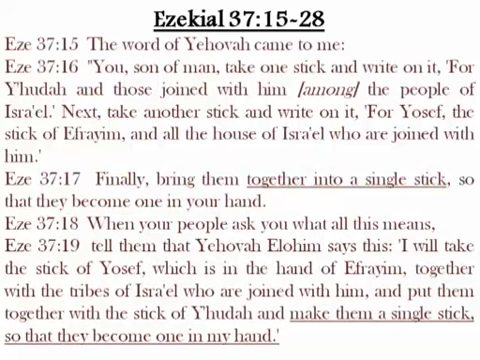 Ezekial 37:15-28
Eze 37:15  The word of Yehovah came to me:
Eze 37:16  "You, son of man, take one stick and write on it, 'For
Y'hudah and those joined with him [among] the people of
Isra'el.' Next, take another stick and write on it, 'For Yosef, the
stick of Efrayim, and all the house of Isra'el who are joined with
him.'
Eze 37:17  Finally, bring them together into a single stick, so
that they become one in your hand.
Eze 37:18  When your people ask you what all this means,
Eze 37:19  tell them that Yehovah Elohim says this: 'I will take
the stick of Yosef, which is in the hand of Efrayim, together
with the tribes of Isra'el who are joined with him, and put them
together with the stick of Y'hudah and make them a single stick,
so that they become one in my hand.'